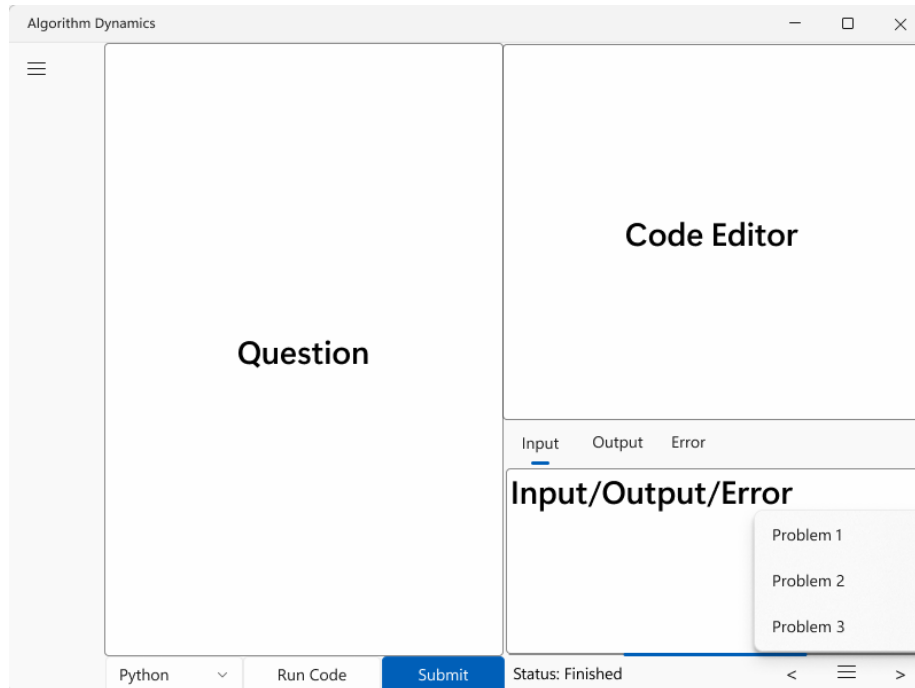 Algorithm Dynamics
Question
Code Editor
Input Output Error
Input/Output/Error
Problem 1
Problem 2
Problem 3
Python Run Code Submit Status: Finished < >